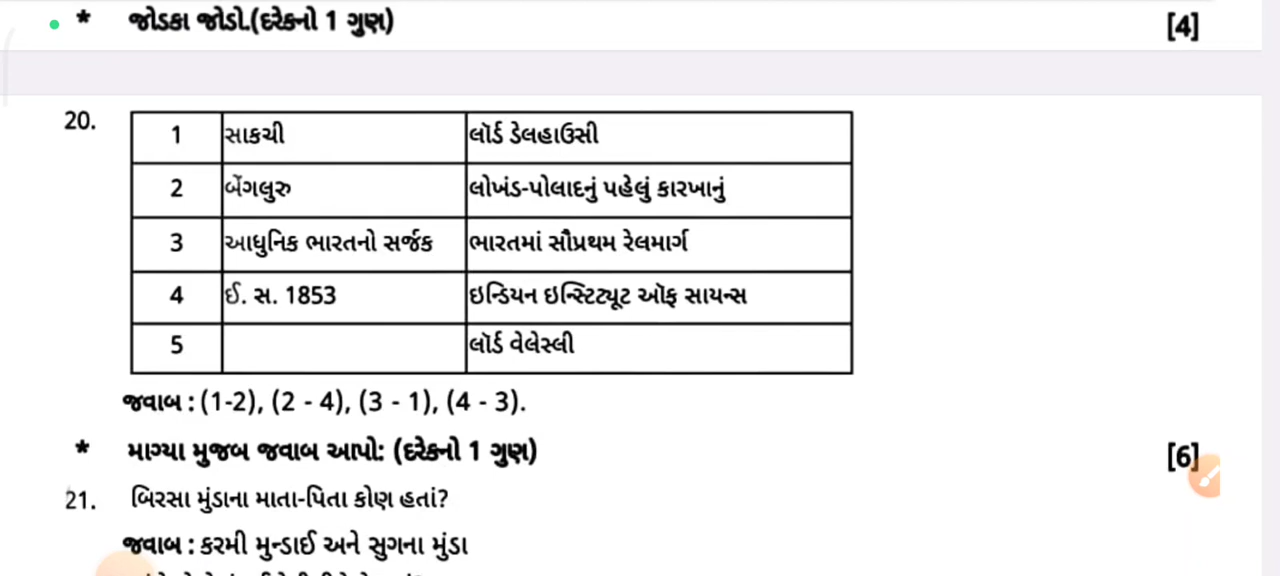 * જોડકા જોડો.(દરેકનો 1 ગુણ) [4]
20.
1 સાકચી લૉર્ડ ડેલહાઉસી
2 બેંગલુરુ લોખંડ-પોલાદનું પહેલું કારખાનું
3 આધુનિક ભારતનો સર્જક ભારતમાં સૌપ્રથમ રેલમાર્ગ
4 ઈ. સ. 1853 ઇન્ડિયન ઇન્સ્ટિટ્યૂટ ઑફ સાયન્સ
5 લૉર્ડ વેલેસ્લી
જવાબ : (1-2), (2 - 4), (3 - 1), (4 - 3).
* માગ્યા મુજબ જવાબ આપો: (દરેકનો 1 ગુણ) [6]
21. બિરસા મુંડાના માતા-પિતા કોણ હતાં?
જવાબ : કરમી મુન્ડાઈ અને સુગના મુંડા